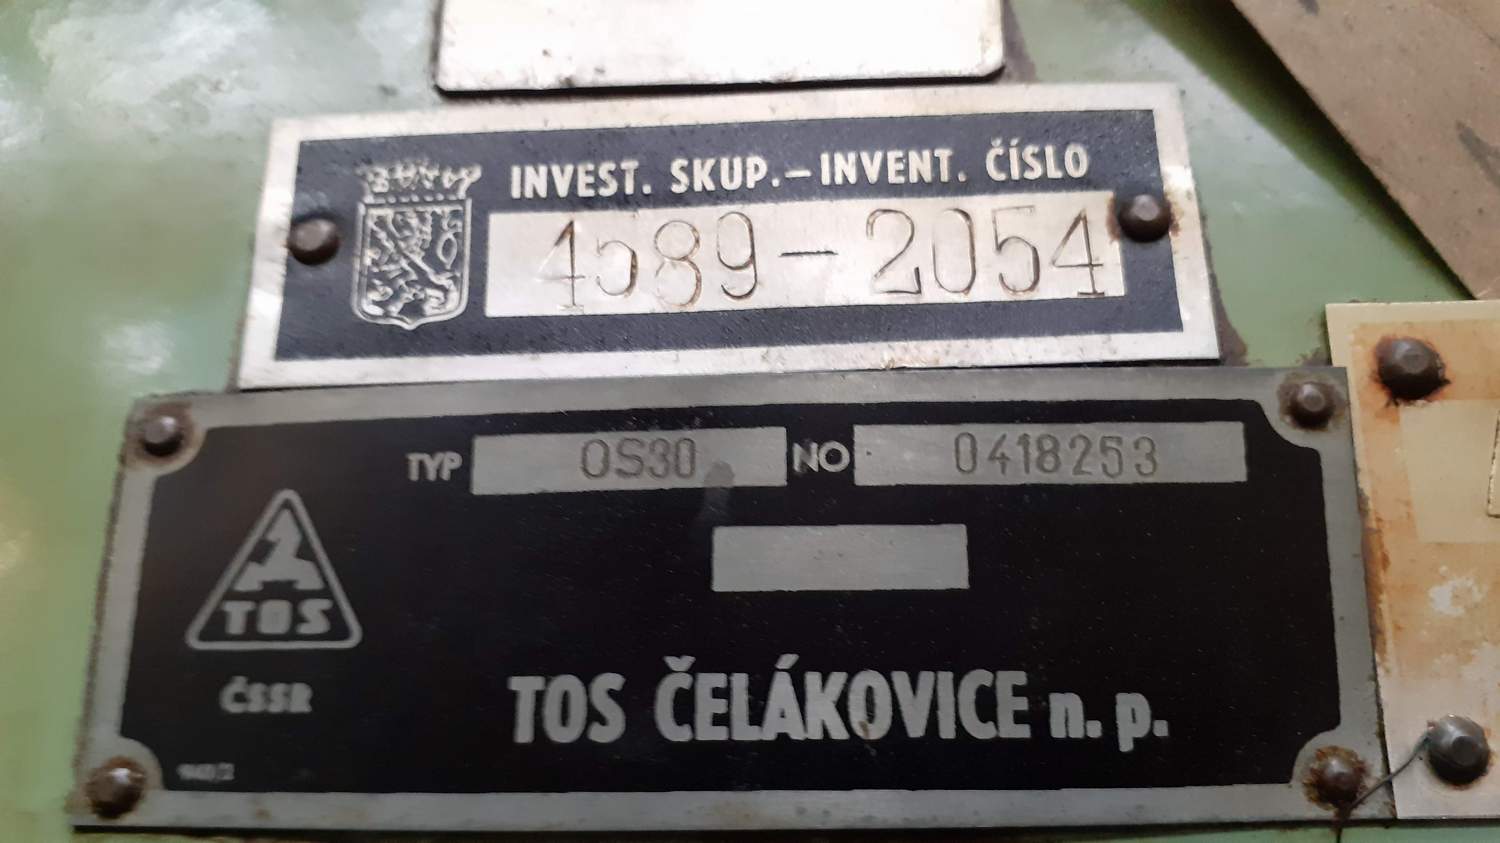 INVEST. SKUP.–INVENT. ČÍSLO
4589-2054
TYP OS30 NO 0418253
TOS
ČSSR
TOS ČELÁKOVICE n. p.